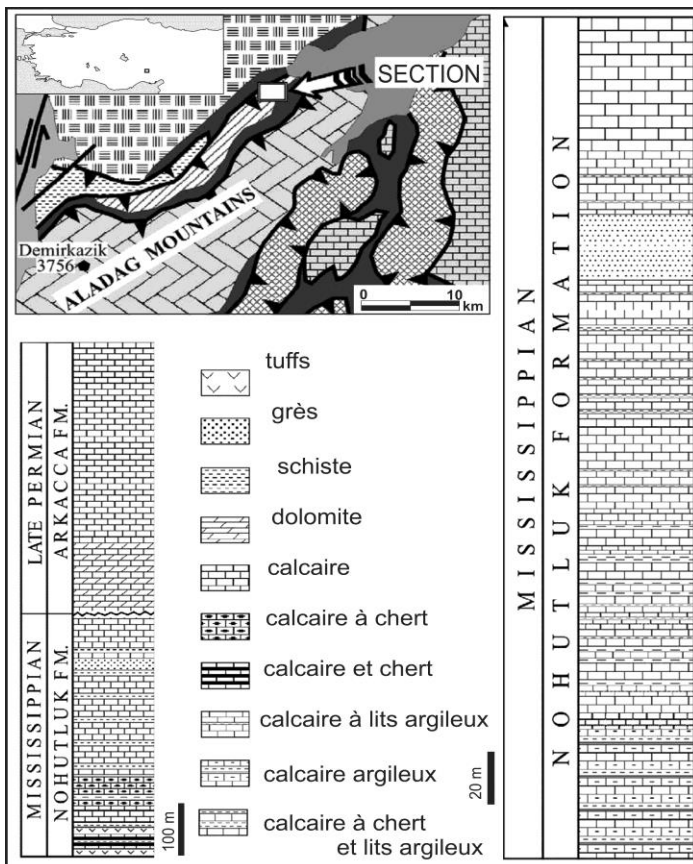 SECTION
ALADAG MOUNTAINS
Demirkazik
3756
0 10
km
LATE PERMIAN
ARKACCA FM.
MISSISSIPPIAN
NOHUTLUK FM.
100 m
tuffs
grès
schiste
dolomite
calcaire
calcaire à chert
calcaire et chert
calcaire à lits argileux
calcaire argileux
calcaire à chert
et lits argileux
20 m
MISSISSIPPIAN
NOHUTLUK FORMATION